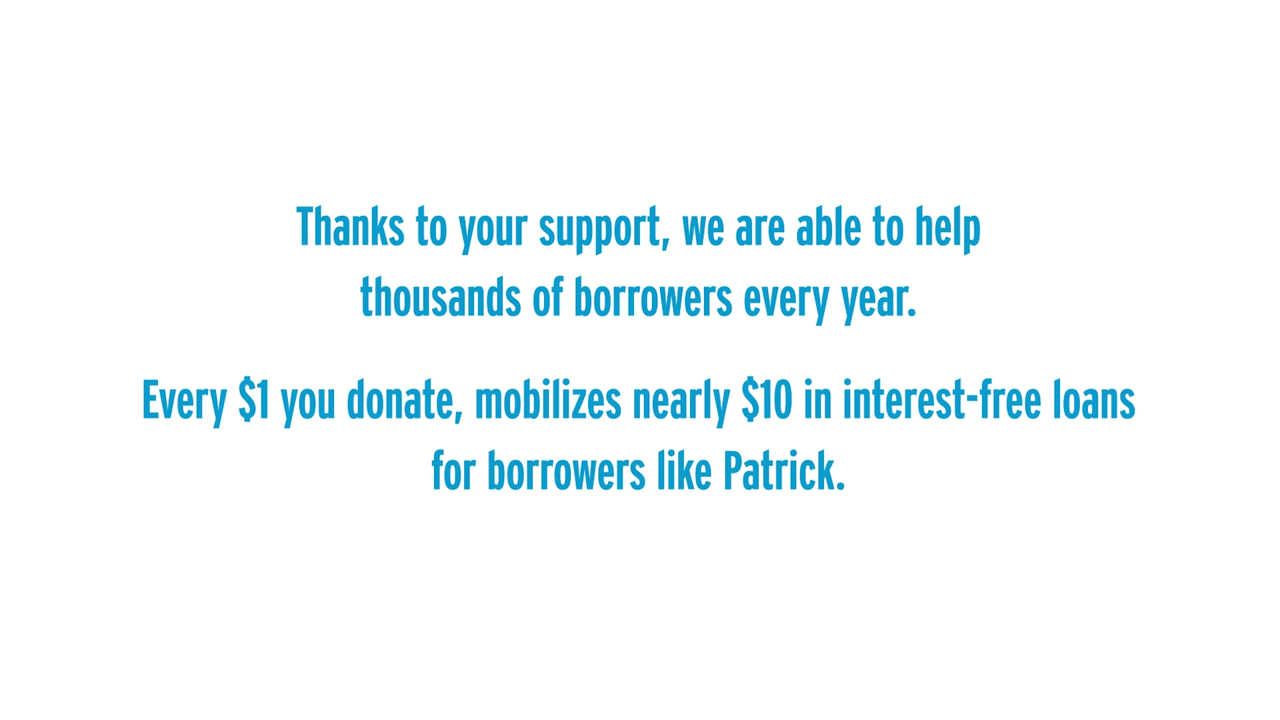 Thanks to your support, we are able to help
thousands of borrowers every year.
Every $1 you donate, mobilizes nearly $10 in interest-free loans
for borrowers like Patrick.